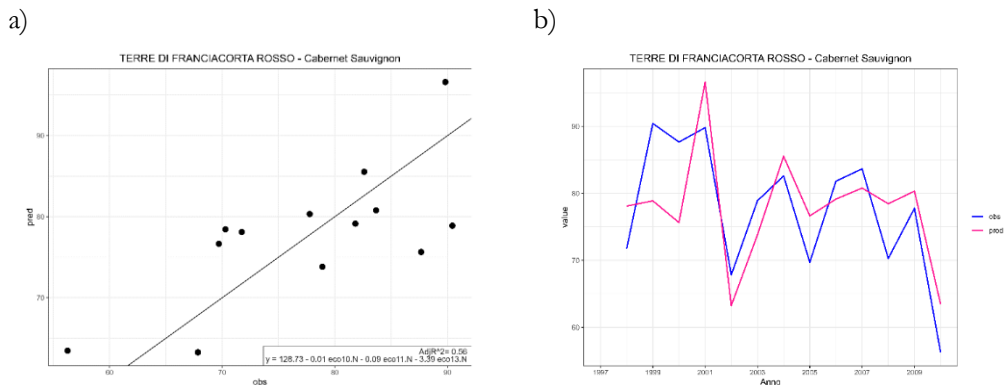 a)
b)
TERRE DI FRANCIACORTA ROSSO - Cabernet Sauvignon
90
80
70
pred
60
70
80
90
obs
Adj R^2= 0.56
y = 128.73 - 0.01 eco10.N - 0.09 eco11.N - 3.39 eco13.N
TERRE DI FRANCIACORTA ROSSO - Cabernet Sauvignon
90
80
70
60
value
1997
1999
2001
2003
2005
2007
2009
Anno
obs
pred